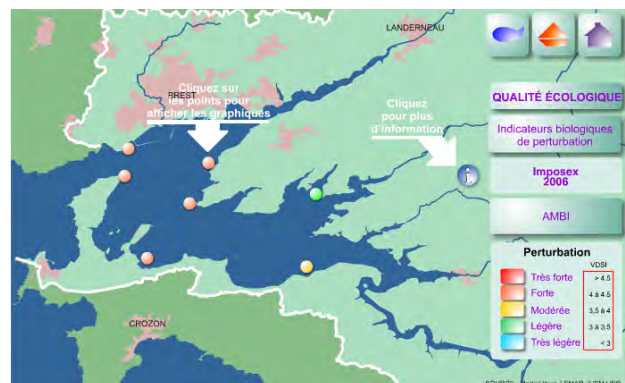 LANDERNEAU
BREST
Cliquez sur
les points pour
afficher les graphiques
Cliquez
pour plus
d'information
CROZON
QUALITÉ ÉCOLOGIQUE
Indicateurs biologiques
de perturbation
Imposex
2006
AMBI
Perturbation
VDSI
Très forte > 4.5
Forte 4 à 4.5
Modérée 3,5 à 4
Légère 3 à 3.5
Très légère < 3